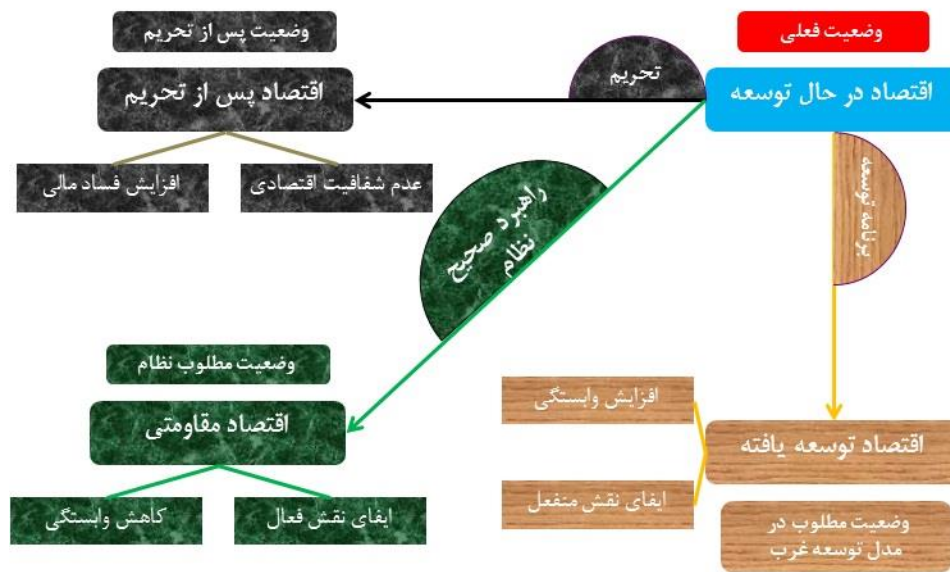 وضعیت فعلی
اقتصاد در حال توسعه
تحریم
وضعیت پس از تحریم
اقتصاد پس از تحریم
عدم شفافیت اقتصادی
افزایش فساد مالی
راهبرد صحیح
نظام
برنامه توسعه
وضعیت مطلوب نظام
اقتصاد مقاومتی
ایفای نقش فعال
کاهش وابستگی
اقتصاد توسعه یافته
افزایش وابستگی
ایفای نقش منفعل
وضعیت مطلوب در
مدل توسعه غرب